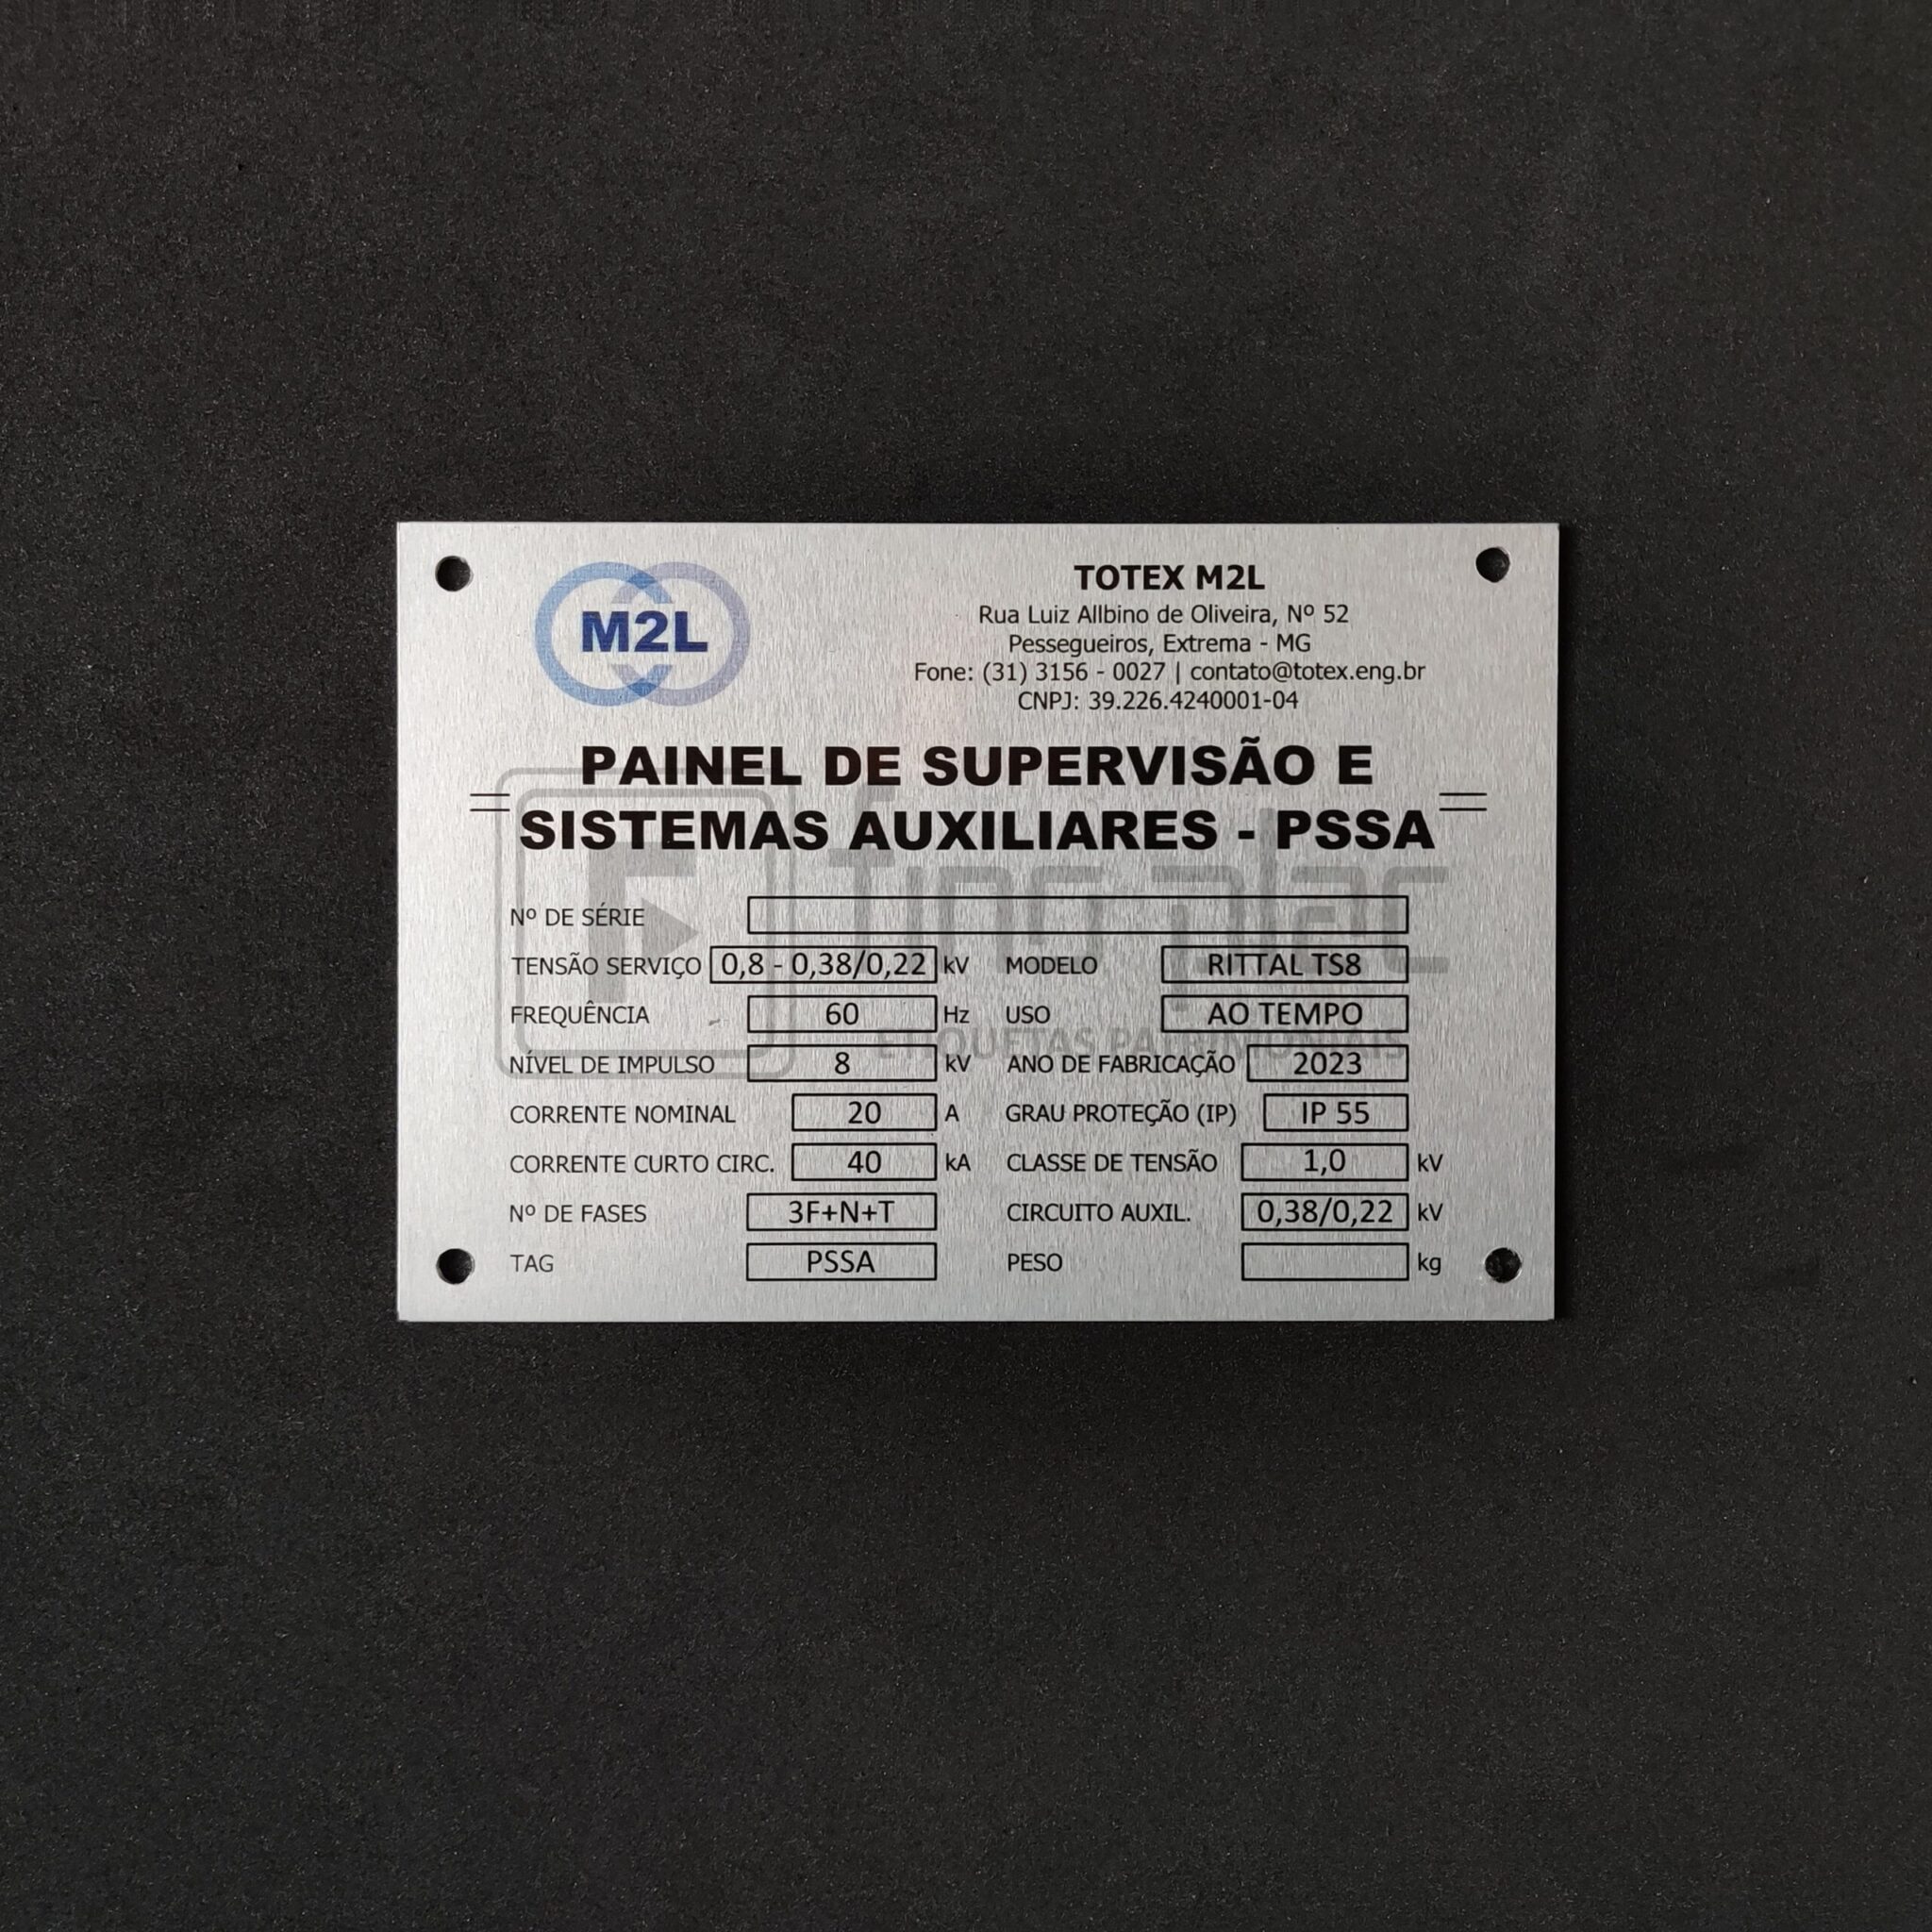 M2L
TOTEX M2L
Rua Luiz Allbino de Oliveira, Nº 52
Pessegueiros, Extrema - MG
Fone: (31) 3156 - 0027 | contato@totex.eng.br
CNPJ: 39.226.4240001-04
PAINEL DE SUPERVISÃO E
SISTEMAS AUXILIARES - PSSA
fino plac
ETIQUETAS PATRIMONIAIS
Nº DE SÉRIE
TENSÃO SERVIÇO 0,8 - 0,38/0,22 kV MODELO RITTAL TS8
FREQUÊNCIA 60 Hz USO AO TEMPO
NÍVEL DE IMPULSO 8 kV ANO DE FABRICAÇÃO 2023
CORRENTE NOMINAL 20 A GRAU PROTEÇÃO (IP) IP 55
CORRENTE CURTO CIRC. 40 kA CLASSE DE TENSÃO 1,0 kV
Nº DE FASES 3F+N+T CIRCUITO AUXIL. 0,38/0,22 kV
TAG PSSA PESO kg